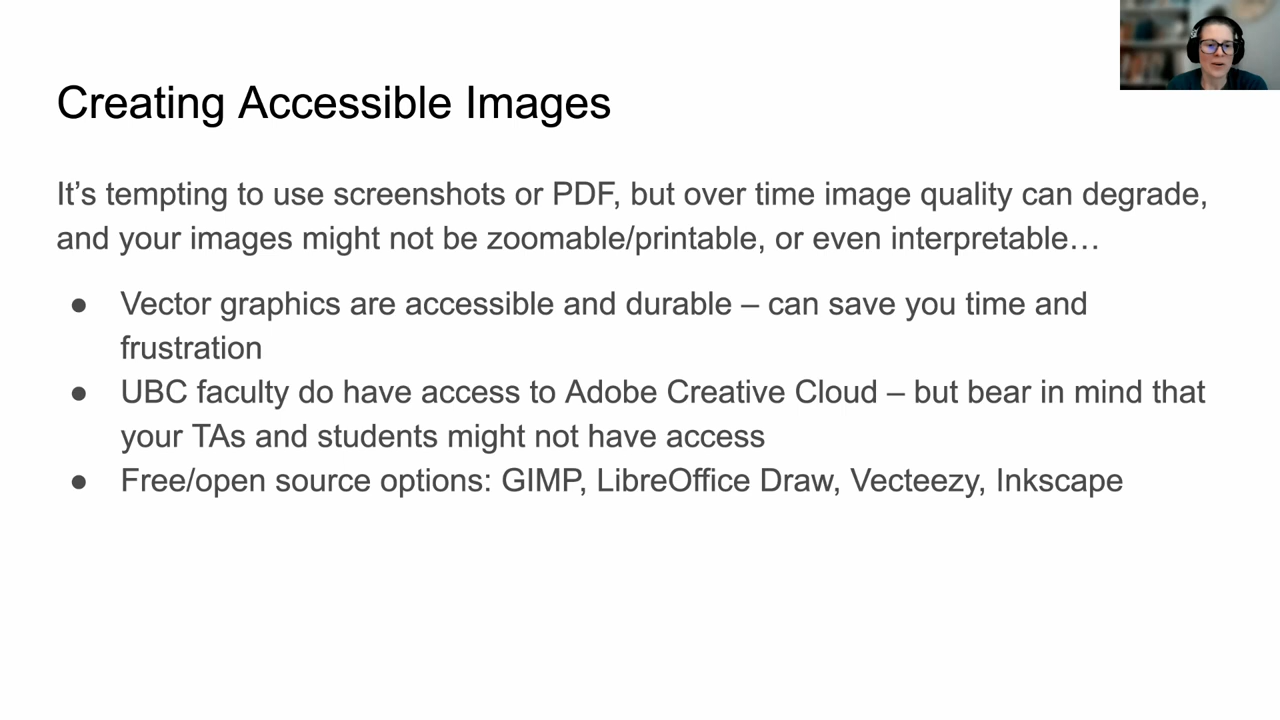 Creating Accessible Images
It’s tempting to use screenshots or PDF, but over time image quality can degrade,
and your images might not be zoomable/printable, or even interpretable…
● Vector graphics are accessible and durable – can save you time and
frustration
● UBC faculty do have access to Adobe Creative Cloud – but bear in mind that
your TAs and students might not have access
● Free/open source options: GIMP, LibreOffice Draw, Vecteezy, Inkscape